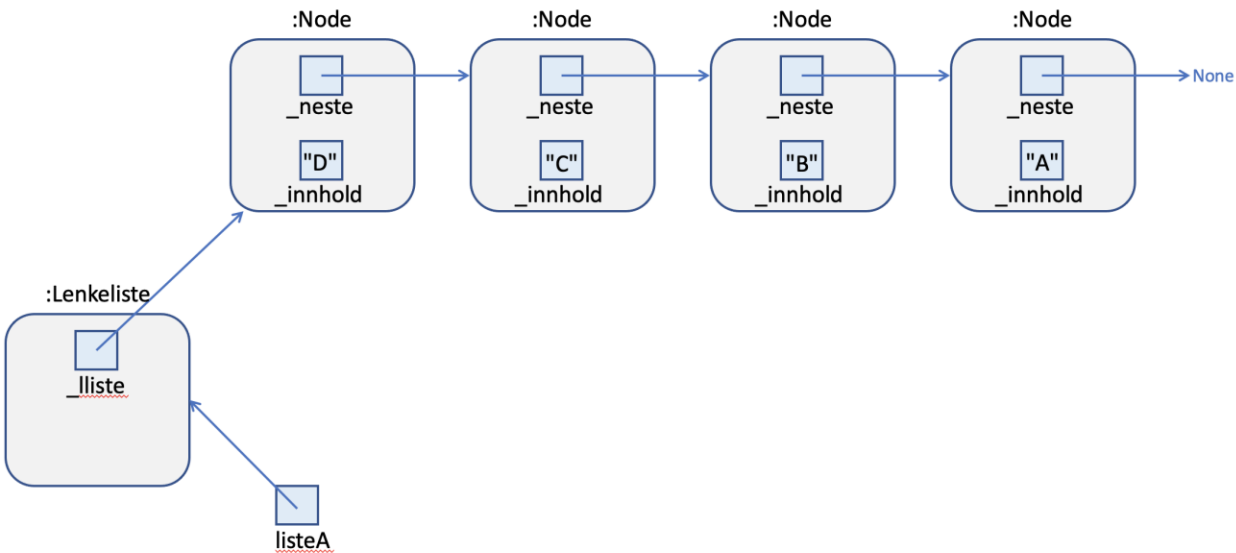 :Node :Node :Node :Node
None
_neste _neste _neste _neste
"D" "C" "B" "A"
_innhold _innhold _innhold _innhold
:Lenkeliste
_lliste
listeA